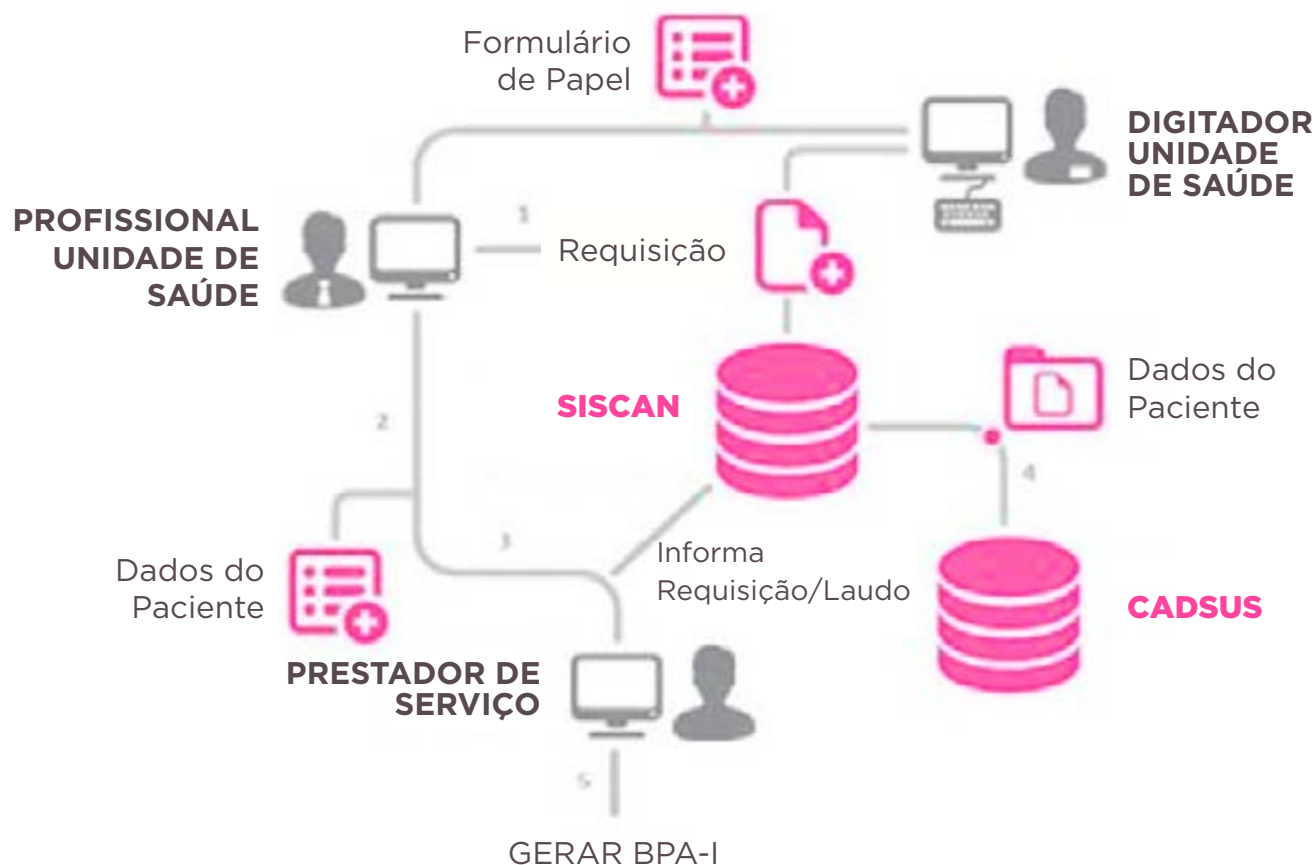 Formulário
de Papel
DIGITADOR
UNIDADE
DE SAÚDE
PROFISSIONAL
UNIDADE DE
SAÚDE
1
Requisição
Dados do
Paciente
SISCAN
2
4
3
Informa
Requisição/Laudo
Dados do
Paciente
CADSUS
PRESTADOR DE
SERVIÇO
5
GERAR BPA-I